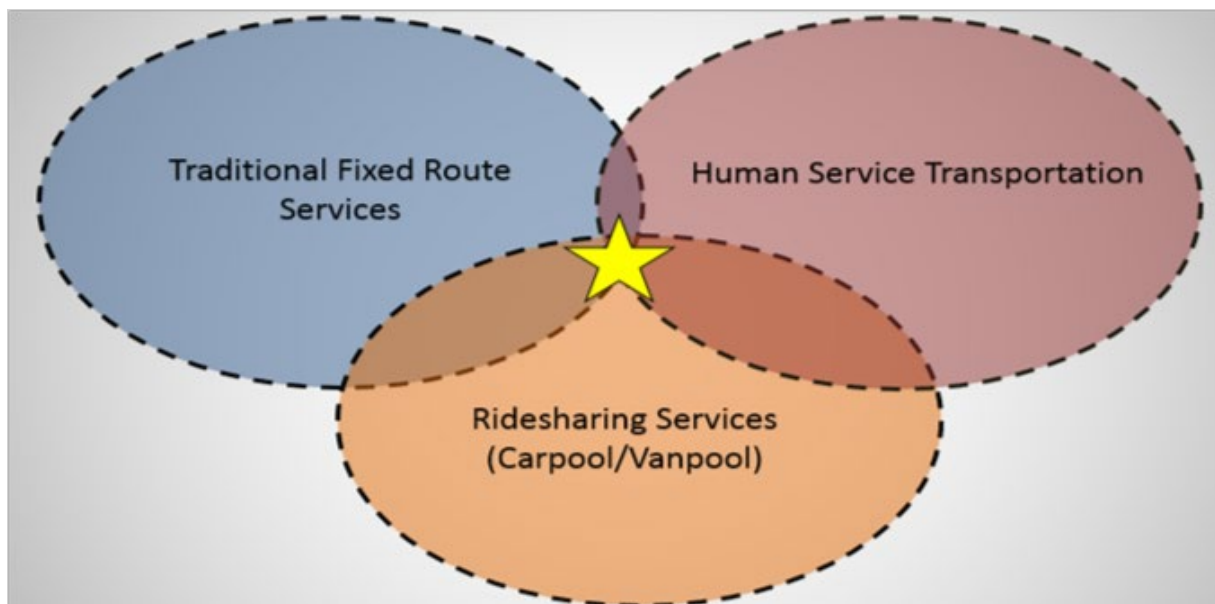 Traditional Fixed Route
Services
Human Service Transportation
Ridesharing Services
(Carpool/Vanpool)